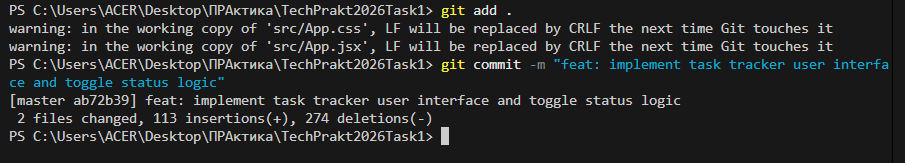 PS C:\Users\ACER\Desktop\ПРАктика\TechPrakt2026Task1> git add .
warning: in the working copy of 'src/App.css', LF will be replaced by CRLF the next time Git touches it
warning: in the working copy of 'src/App.jsx', LF will be replaced by CRLF the next time Git touches it
PS C:\Users\ACER\Desktop\ПРАктика\TechPrakt2026Task1> git commit -m "feat: implement task tracker user interfa
ce and toggle status logic"
[master ab72b39] feat: implement task tracker user interface and toggle status logic
 2 files changed, 113 insertions(+), 274 deletions(-)
PS C:\Users\ACER\Desktop\ПРАктика\TechPrakt2026Task1>